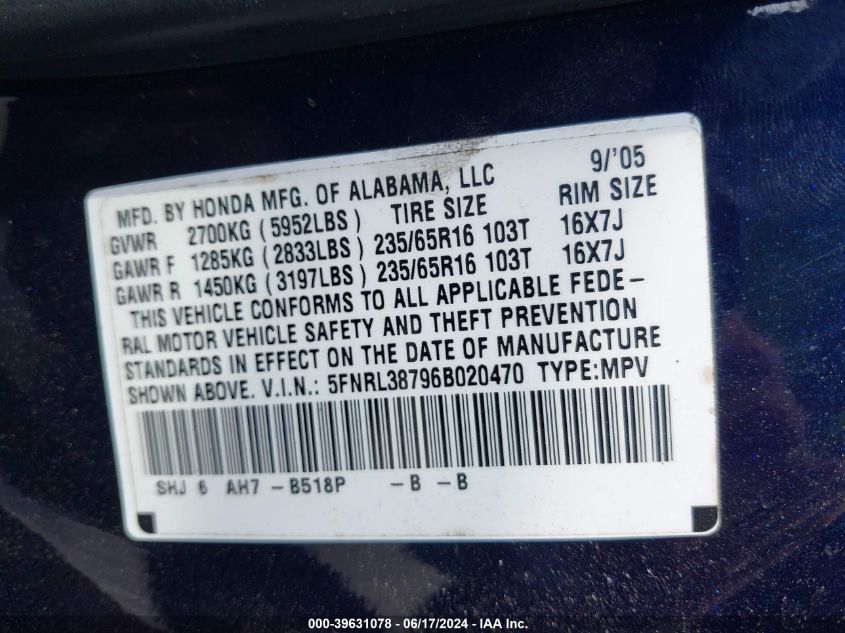 MFD. BY HONDA MFG. OF ALABAMA, LLC 9/'05
GVWR 2700KG (5952LBS) TIRE SIZE RIM SIZE
GAWR F 1285KG (2833LBS) 235/65R16 103T 16X7J
GAWR R 1450KG (3197LBS) 235/65R16 103T 16X7J
THIS VEHICLE CONFORMS TO ALL APPLICABLE FEDE-
RAL MOTOR VEHICLE SAFETY AND THEFT PREVENTION
STANDARDS IN EFFECT ON THE DATE OF MANUFACTURE
SHOWN ABOVE. V.I.N.: 5FNRL38796B020470 TYPE:MPV
SHJ 6 AH7 -B518P -B -B
000-39631078 - 06/17/2024 - IAA Inc.